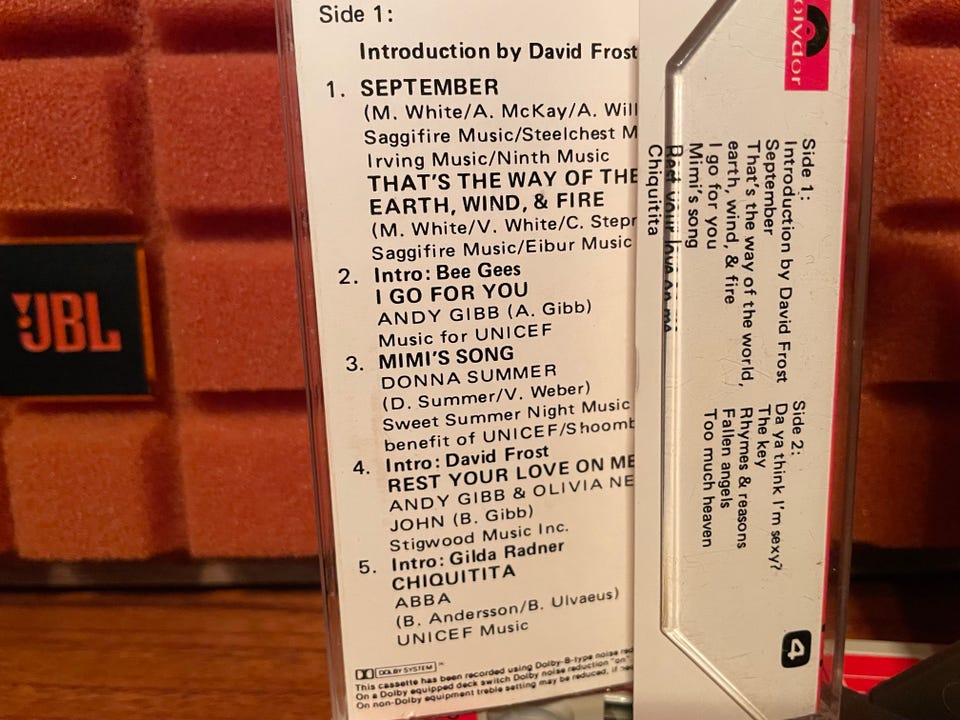 Side 1:
Introduction by David Frost
1. SEPTEMBER
(M. White/A. McKay/A. Will
Saggifire Music/Steelchest M
Irving Music/Ninth Music
THAT'S THE WAY OF THE
EARTH, WIND, & FIRE
(M. White/V. White/C. Stepr
Saggifire Music/Eibur Music
2. Intro: Bee Gees
I GO FOR YOU
ANDY GIBB (A. Gibb)
Music for UNICEF
3. MIMI'S SONG
DONNA SUMMER
(D. Summer/V. Weber)
Sweet Summer Night Music
benefit of UNICEF/Shoomb
4. Intro: David Frost
REST YOUR LOVE ON ME
ANDY GIBB & OLIVIA NE
JOHN (B. Gibb)
Stigwood Music Inc.
5. Intro: Gilda Radner
CHIQUITITA
ABBA
(B. Andersson/B. Ulvaeus)
UNICEF Music
DOLBY SYSTEM
This cassette has been recorded using Dolby-B-type noise red
On a Dolby equipped deck switch Dolby noise reduction "on".
On non-Dolby equipment treble setting may be reduced, if
polydor
Side 1:
Introduction by David Frost
September
That's the way of the world,
earth, wind, & fire
I go for you
Mimi's song
Rest your love on me
Chiquitita
Side 2:
Da ya think I'm sexy?
The key
Rhymes & reasons
Fallen angels
Too much heaven
4
JBL